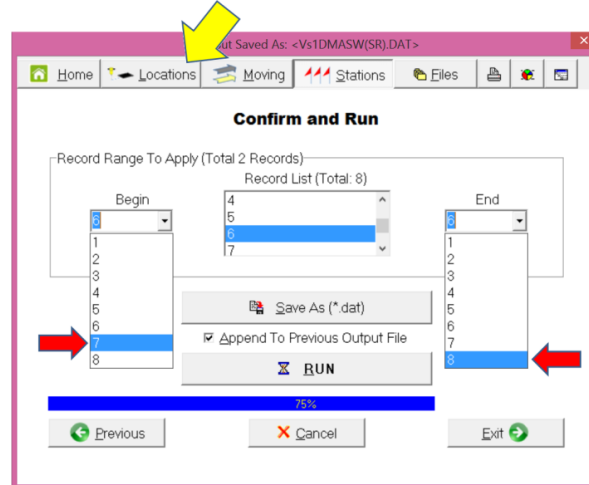 ut Saved As: <Vs1DMASW(SR).DAT>
Home Locations Moving Stations Files
Confirm and Run
Record Range To Apply (Total 2 Records)
Record List (Total: 8)
Begin
End
6
4
5
6
7
6
1
2
3
4
5
6
7
8
1
2
3
4
5
6
7
8
Save As (*.dat)
Append To Previous Output File
RUN
75%
Previous Cancel Exit